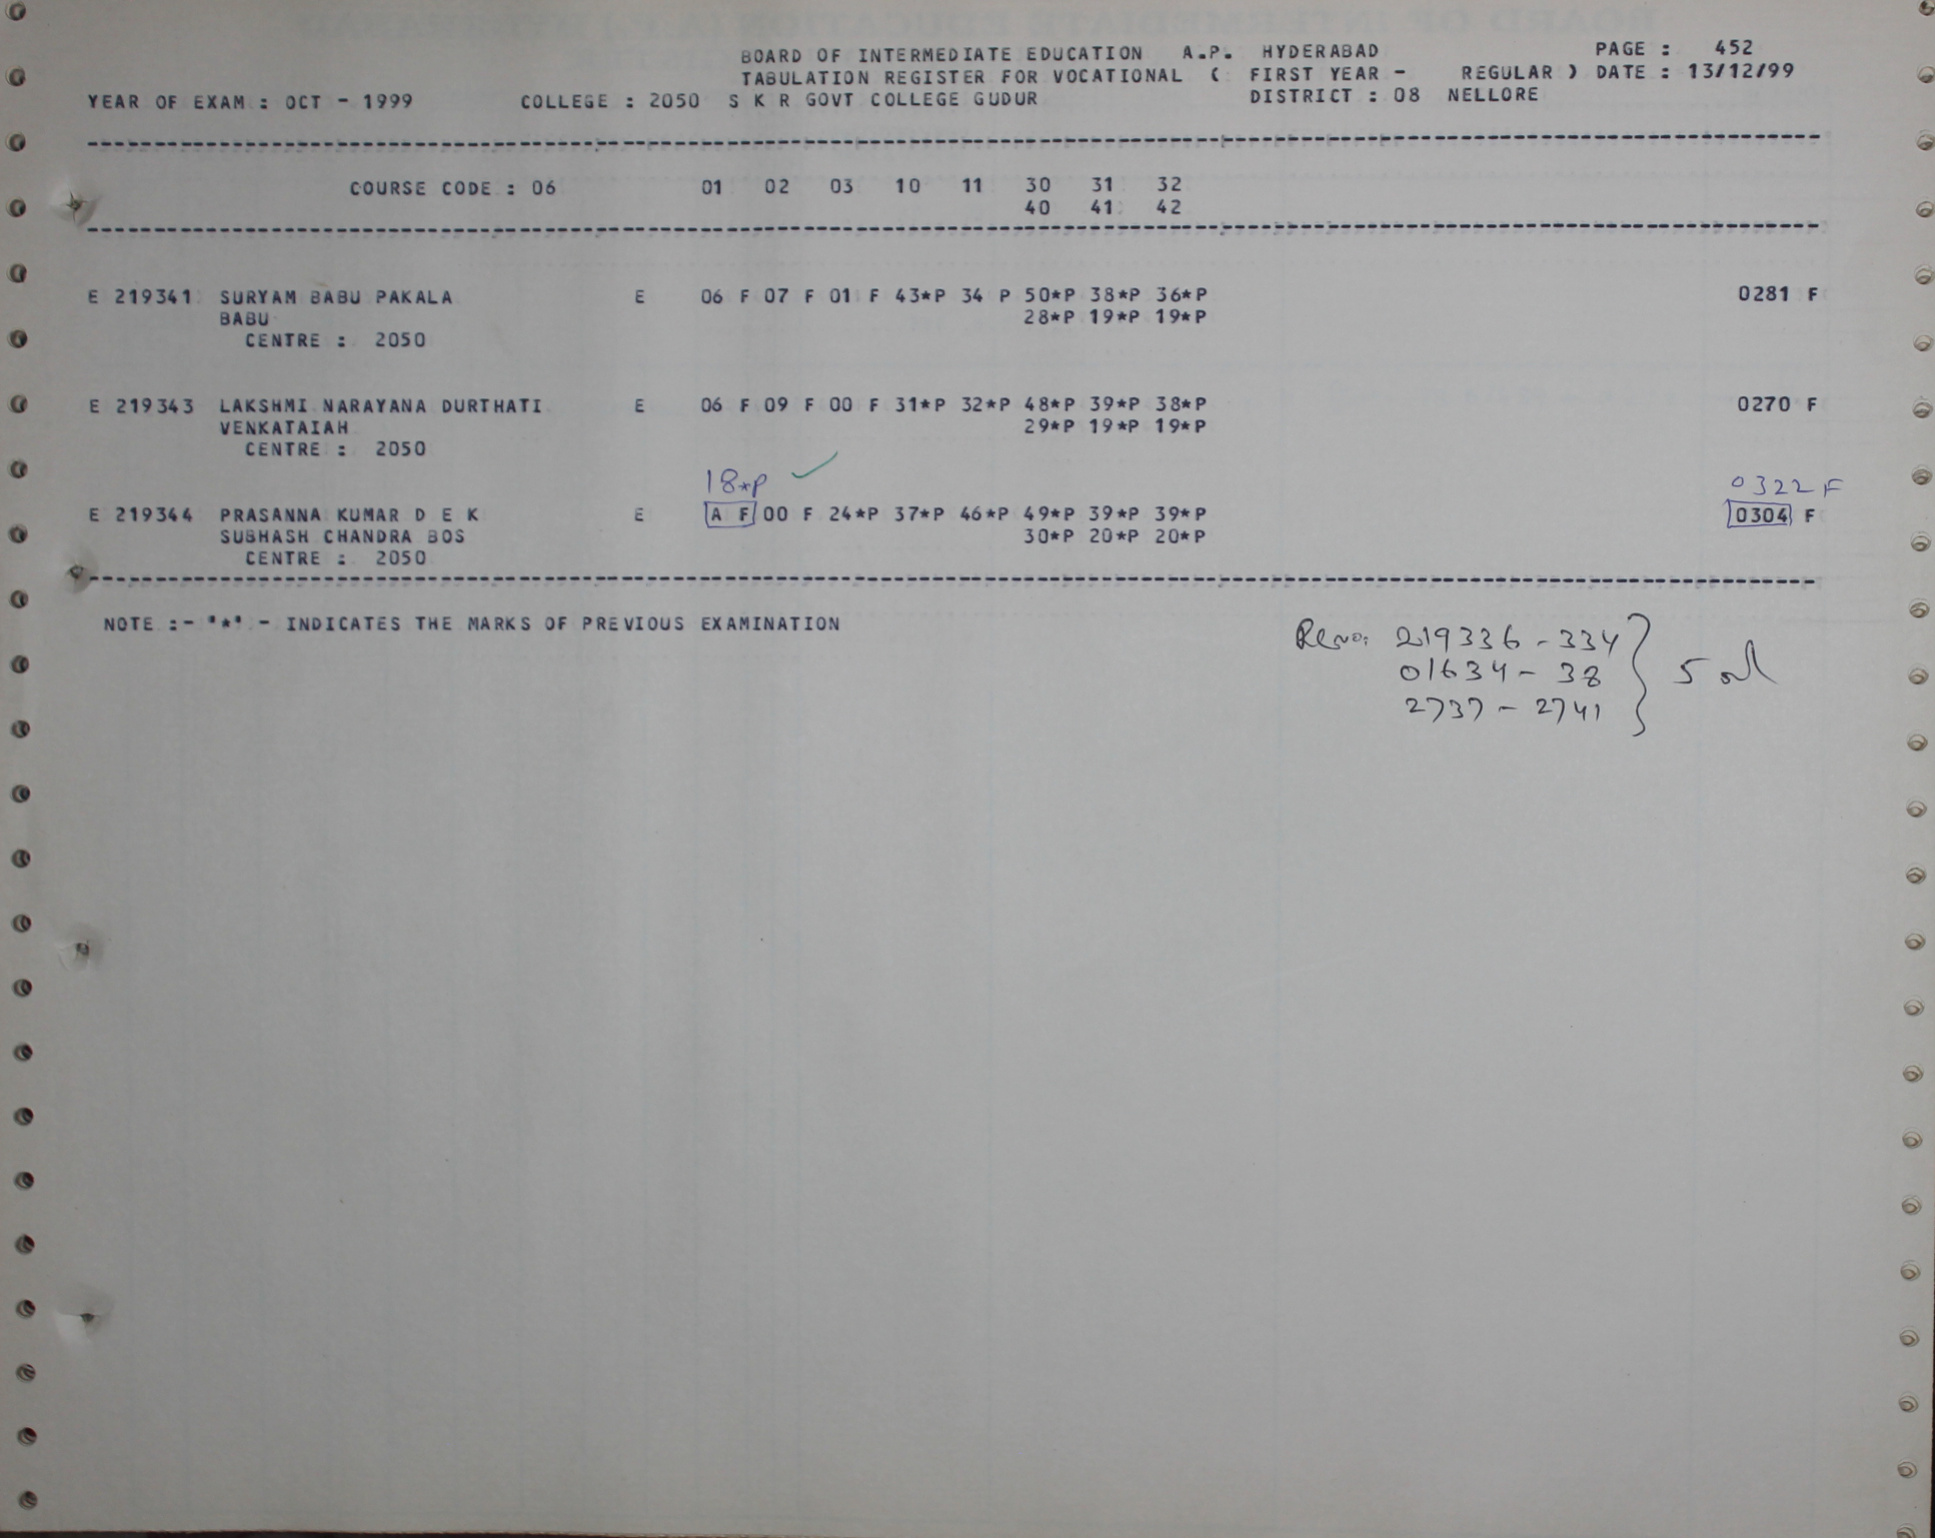 BOARD OF INTERMEDIATE EDUCATION A.P. HYDERABAD PAGE : 452
TABULATION REGISTER FOR VOCATIONAL ( FIRST YEAR - REGULAR ) DATE : 13/12/99
YEAR OF EXAM : OCT - 1999 COLLEGE : 2050 S K R GOVT COLLEGE GUDUR DISTRICT : 08 NELLORE
COURSE CODE : 06 01 02 03 10 11 30 31 32
40 41 42
E 219341 SURYAM BABU PAKALA E 06 F 07 F 01 F 43*P 34 P 50*P 38*P 36*P 0281 F
BABU 28*P 19*P 19*P
CENTRE : 2050
E 219343 LAKSHMI NARAYANA DURTHATI E 06 F 09 F 00 F 31*P 32*P 48*P 39*P 38*P 0270 F
VENKATAIAH 29*P 19*P 19*P
CENTRE : 2050
18*P 0322 F
E 219344 PRASANNA KUMAR D E K E A F 00 F 24*P 37*P 46*P 49*P 39*P 39*P 0304 F
SUBHASH CHANDRA BOS 30*P 20*P 20*P
CENTRE : 2050
NOTE :- "*" - INDICATES THE MARKS OF PREVIOUS EXAMINATION
219336 - 334
01634 - 38
2737 - 2741